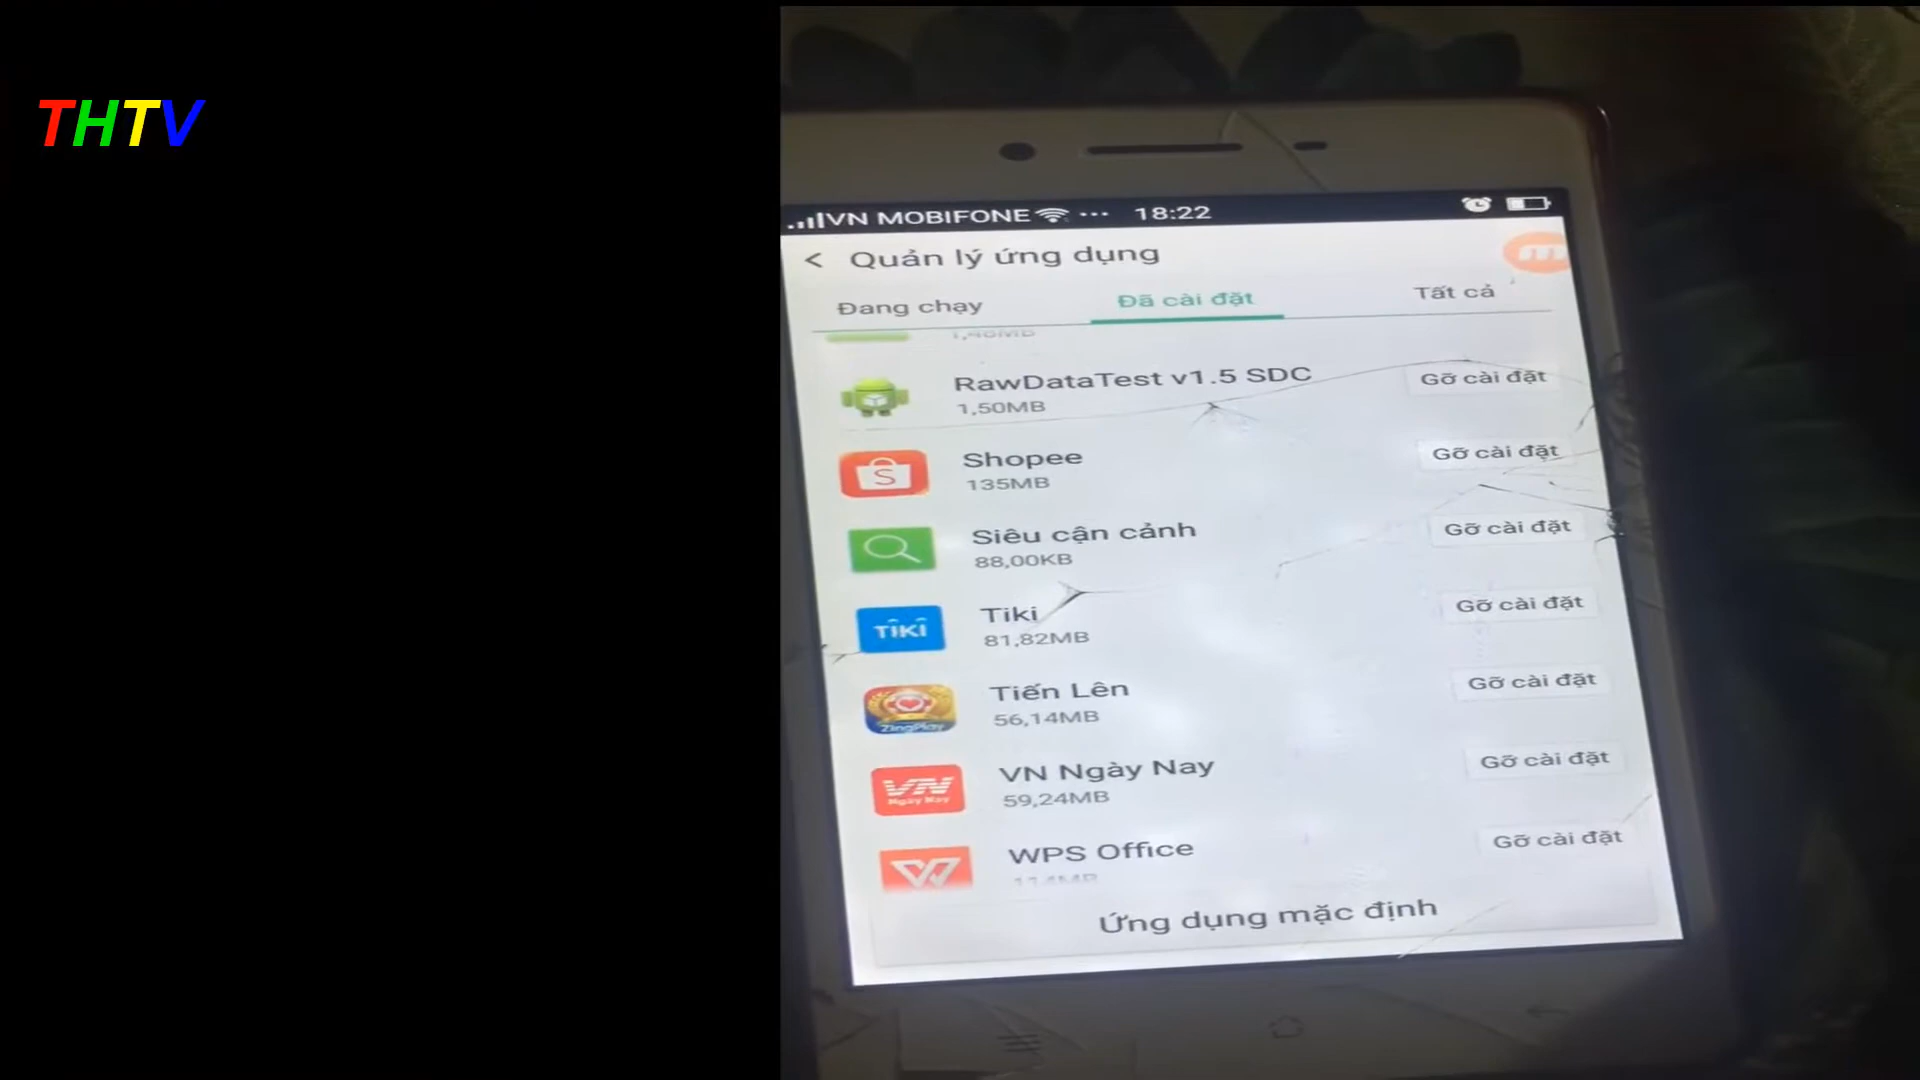 THTV
VN MOBIFONE ... 18:22
< Quản lý ứng dụng
Đang chạy Đã cài đặt Tất cả
RawDataTest v1.5 SDC Gỡ cài đặt
1,50MB
Shopee Gỡ cài đặt
135MB
Siêu cận cảnh Gỡ cài đặt
88,00KB
TIKI Tiki Gỡ cài đặt
81,82MB
Tiến Lên Gỡ cài đặt
ZingPlay 56,14MB
VN Ngày Nay VN Ngày Nay Gỡ cài đặt
59,24MB
WPS Office Gỡ cài đặt
Ứng dụng mặc định